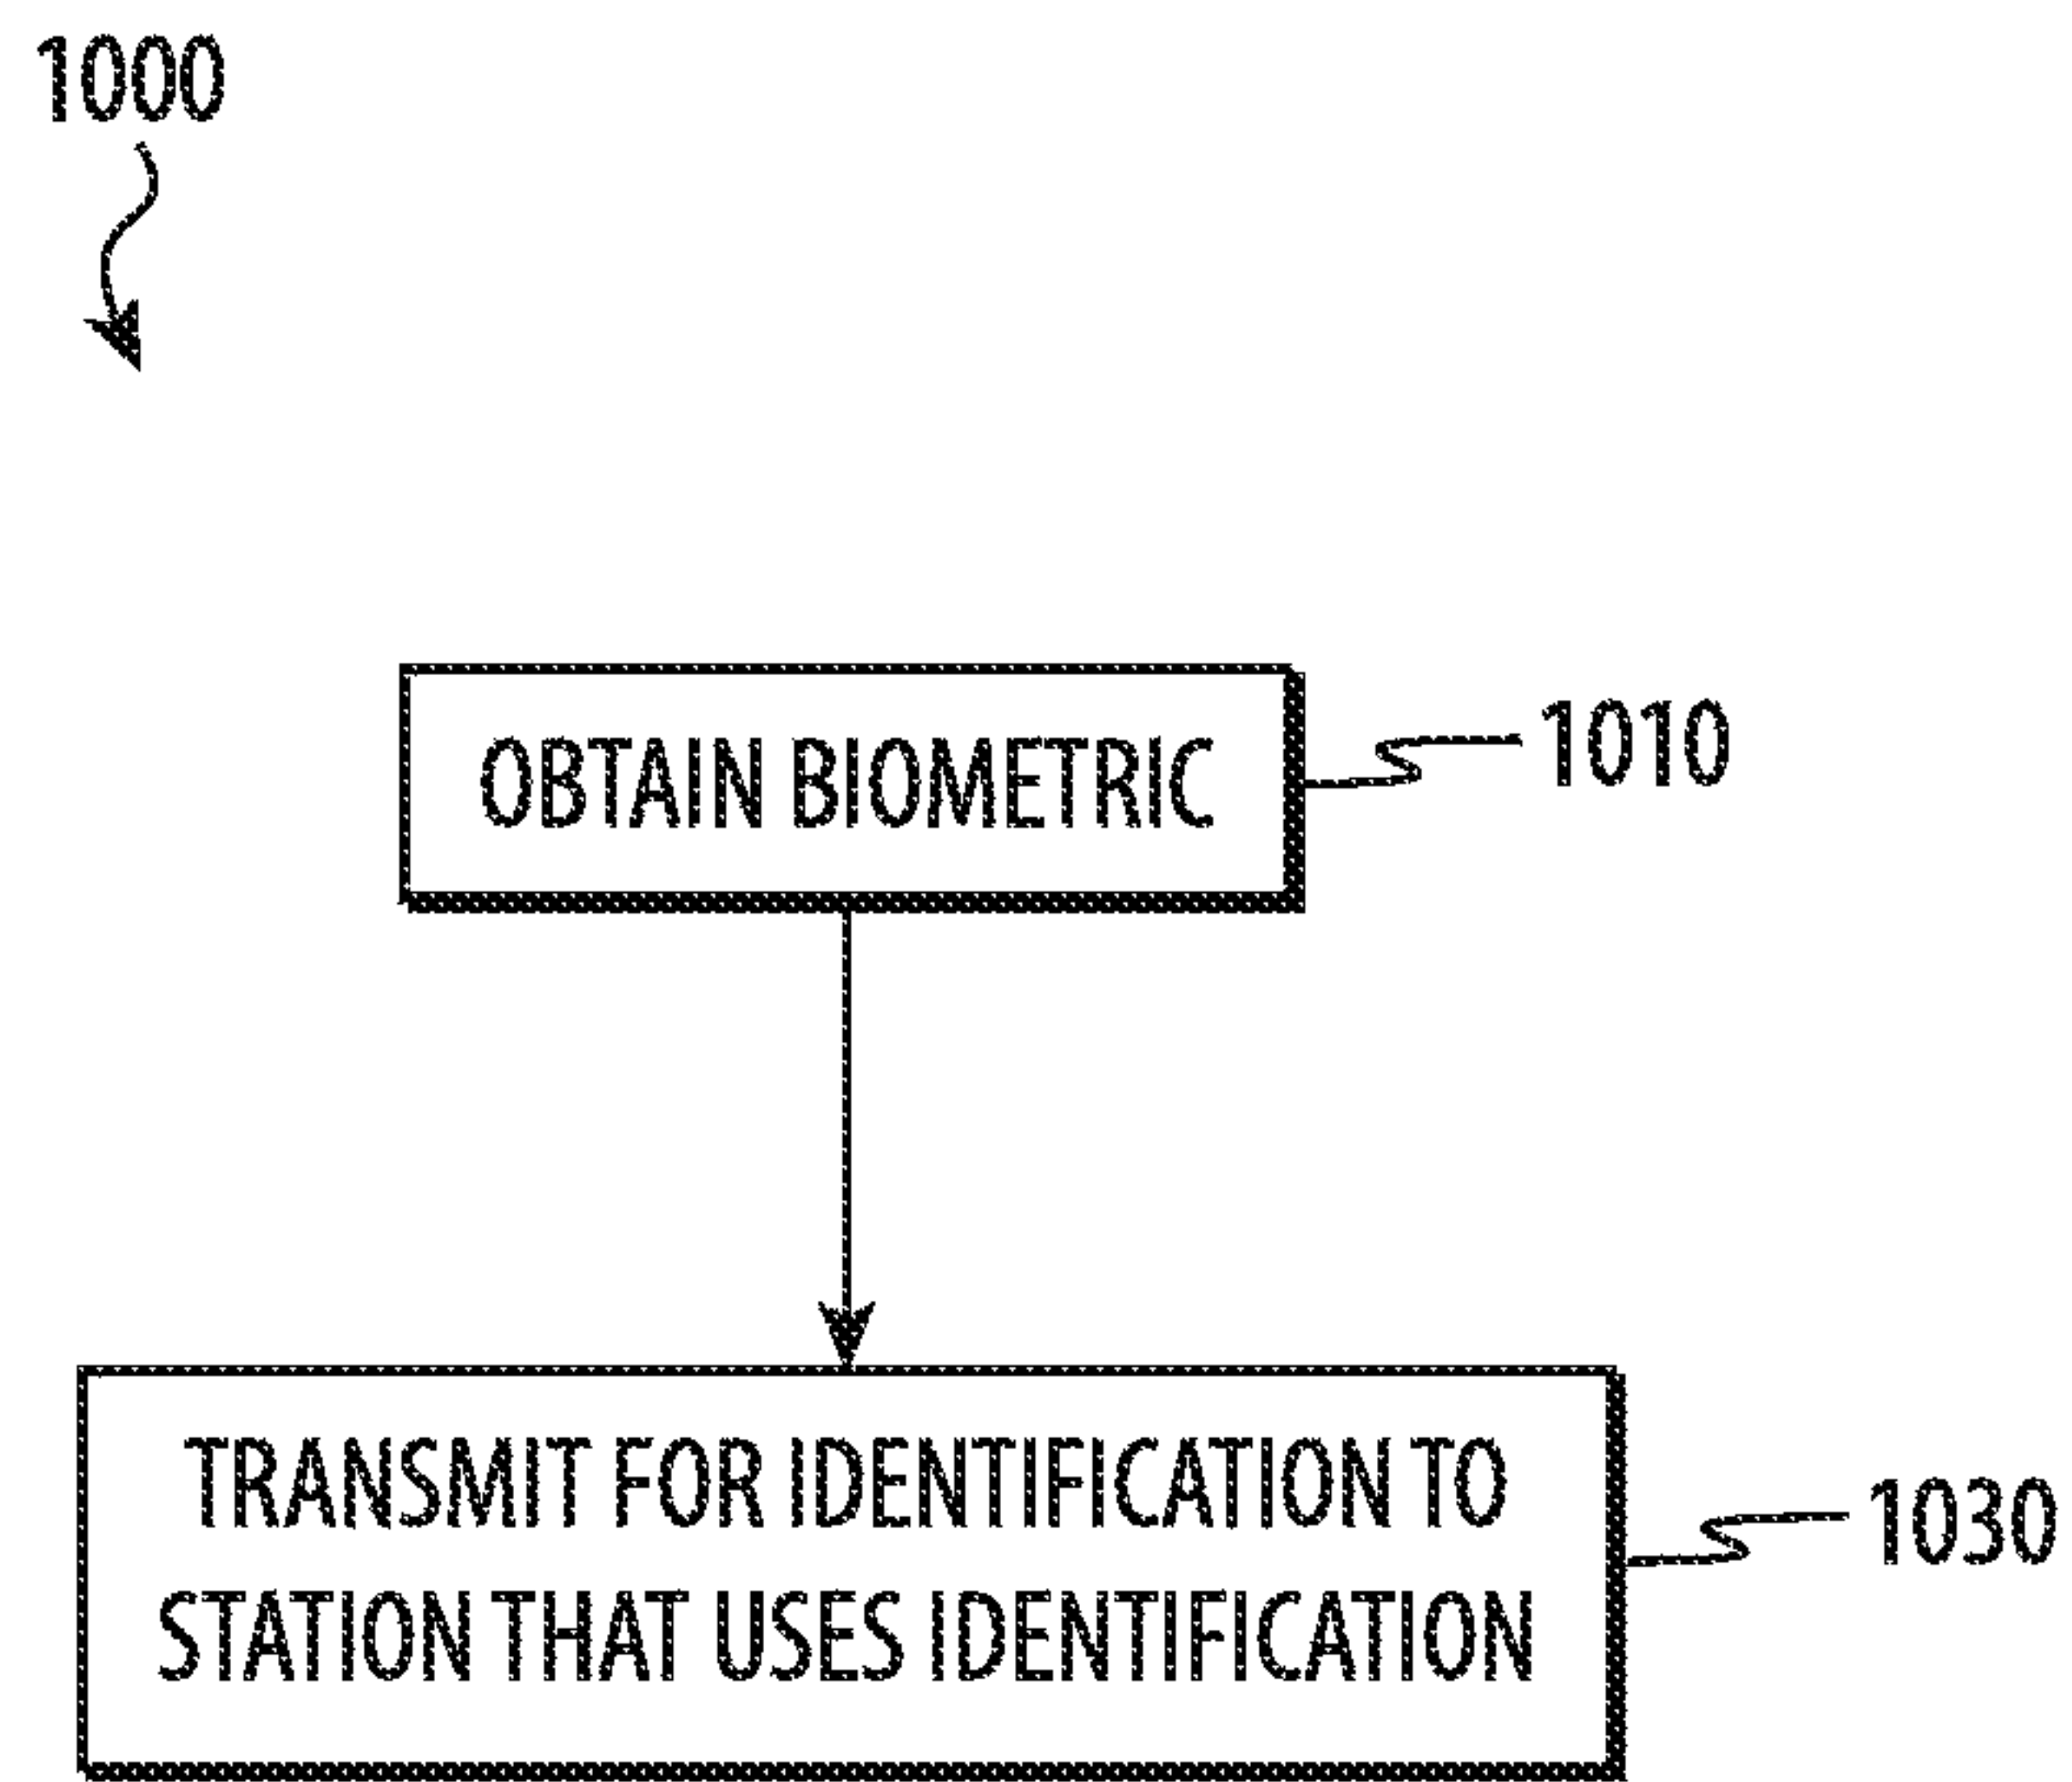 1000
OBTAIN BIOMETRIC
1010
TRANSMIT FOR IDENTIFICATION TO
STATION THAT USES IDENTIFICATION
1030